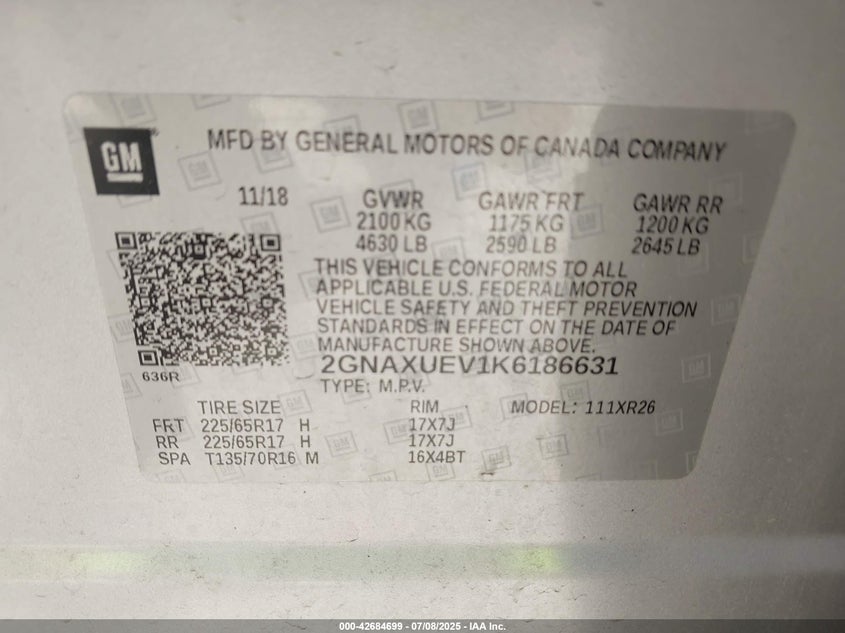 GM
MFD BY GENERAL MOTORS OF CANADA COMPANY
11/18 GVWR GAWR FRT GAWR RR
2100 KG 1175 KG 1200 KG
4630 LB 2590 LB 2645 LB
THIS VEHICLE CONFORMS TO ALL
APPLICABLE U.S. FEDERAL MOTOR
VEHICLE SAFETY AND THEFT PREVENTION
STANDARDS IN EFFECT ON THE DATE OF
MANUFACTURE SHOWN ABOVE.
2GNAXUEV1K6186631
636R TYPE: M.P.V.
TIRE SIZE RIM MODEL: 111XR26
FRT 225/65R17 H 17X7J
RR 225/65R17 H 17X7J
SPA T135/70R16 M 16X4BT
000-42684699 - 07/08/2025 - IAA Inc.